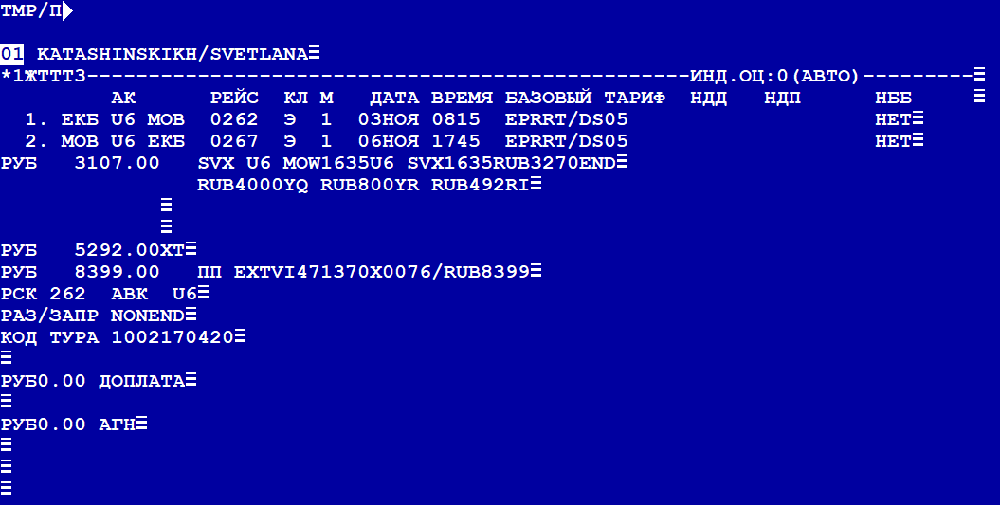 ТМР/П
01 KATASHINSKIKH/SVETLANA
*1ЖТТТЗ-------------------------------------------------ИНД.ОЦ:0(АВТО)---------
АК РЕЙС КЛ М ДАТА ВРЕМЯ БАЗОВЫЙ ТАРИФ НДД НДП НББ
1. ЕКБ U6 МОВ 0262 Э 1 03НОЯ 0815 EPRRT/DS05 НЕТ
2. МОВ U6 ЕКБ 0267 Э 1 06НОЯ 1745 EPRRT/DS05 НЕТ
РУБ 3107.00 SVX U6 MOW1635U6 SVX1635RUB3270END
RUB4000YQ RUB800YR RUB492RI
РУБ 5292.00ХТ
РУБ 8399.00 ПП EXTVI471370X0076/RUB8399
РСК 262 АВК U6
РАЗ/ЗАПР NONEND
КОД ТУРА 1002170420
РУБ0.00 ДОПЛАТА
РУБ0.00 АГН